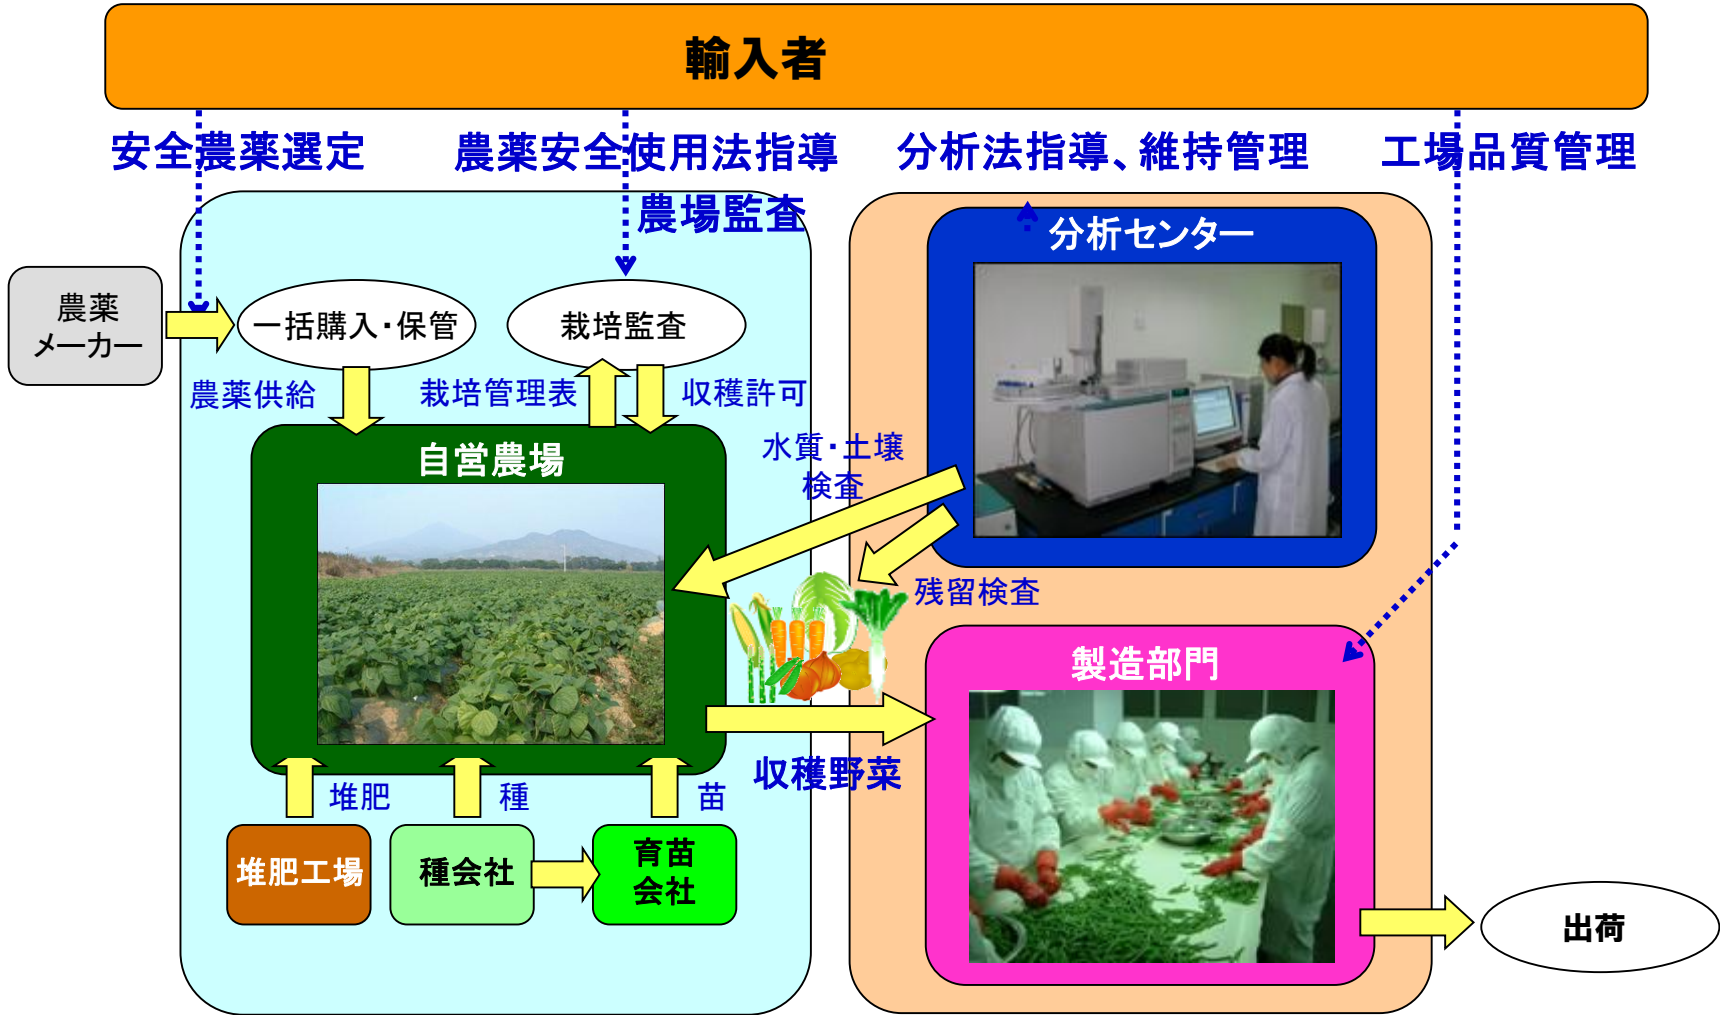 輸入者
安全農薬選定
農薬安全使用法指導
分析法指導、維持管理
工場品質管理
農場監査
分析センター
農薬
メーカー
一括購入・保管
栽培監査
農薬供給
栽培管理表
収穫許可
自営農場
水質・土壌
検査
残留検査
製造部門
収穫野菜
堆肥
種
苗
堆肥工場
種会社
育苗
会社
出荷